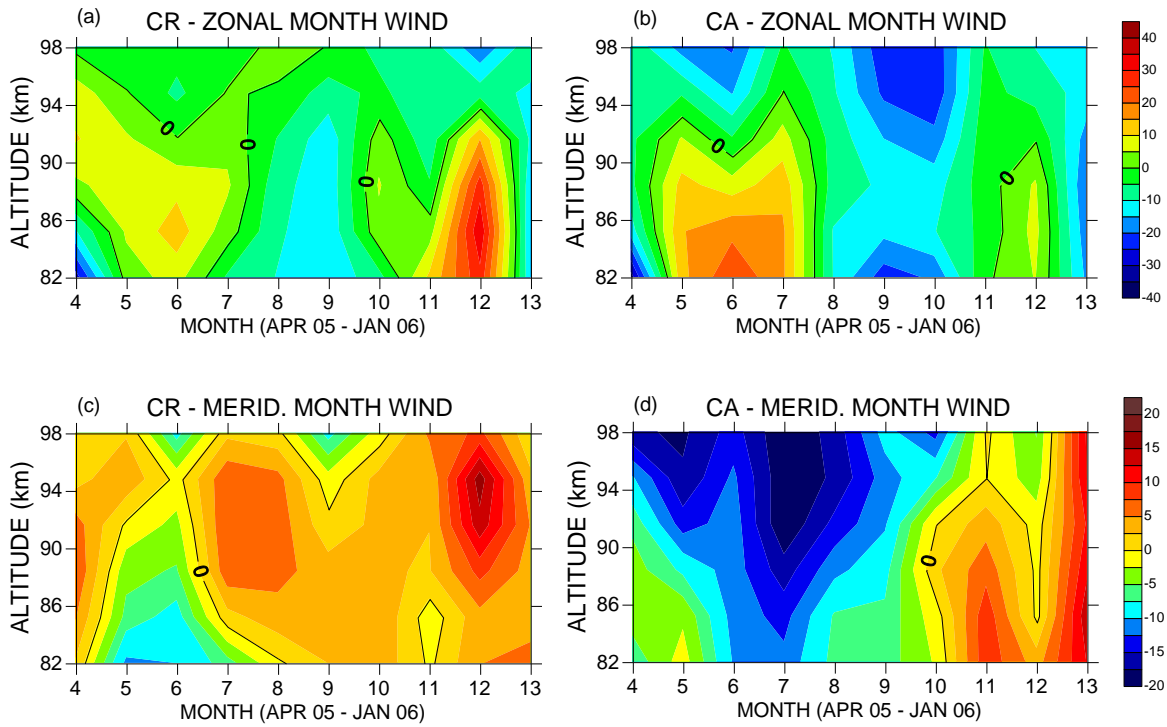 (a) CR - ZONAL MONTH WIND
(b) CA - ZONAL MONTH WIND
ALTITUDE (km)
98
94
90
86
82
0
0
0
4 5 6 7 8 9 10 11 12 13
MONTH (APR 05 - JAN 06)
ALTITUDE (km)
98
94
90
86
82
0
0
4 5 6 7 8 9 10 11 12 13
MONTH (APR 05 - JAN 06)
40
30
20
10
0
-10
-20
-30
-40
(c) CR - MERID. MONTH WIND
(d) CA - MERID. MONTH WIND
ALTITUDE (km)
98
94
90
86
82
0
4 5 6 7 8 9 10 11 12 13
MONTH (APR 05 - JAN 06)
ALTITUDE (km)
98
94
90
86
82
0
4 5 6 7 8 9 10 11 12 13
MONTH (APR 05 - JAN 06)
20
15
10
5
0
-5
-10
-15
-20